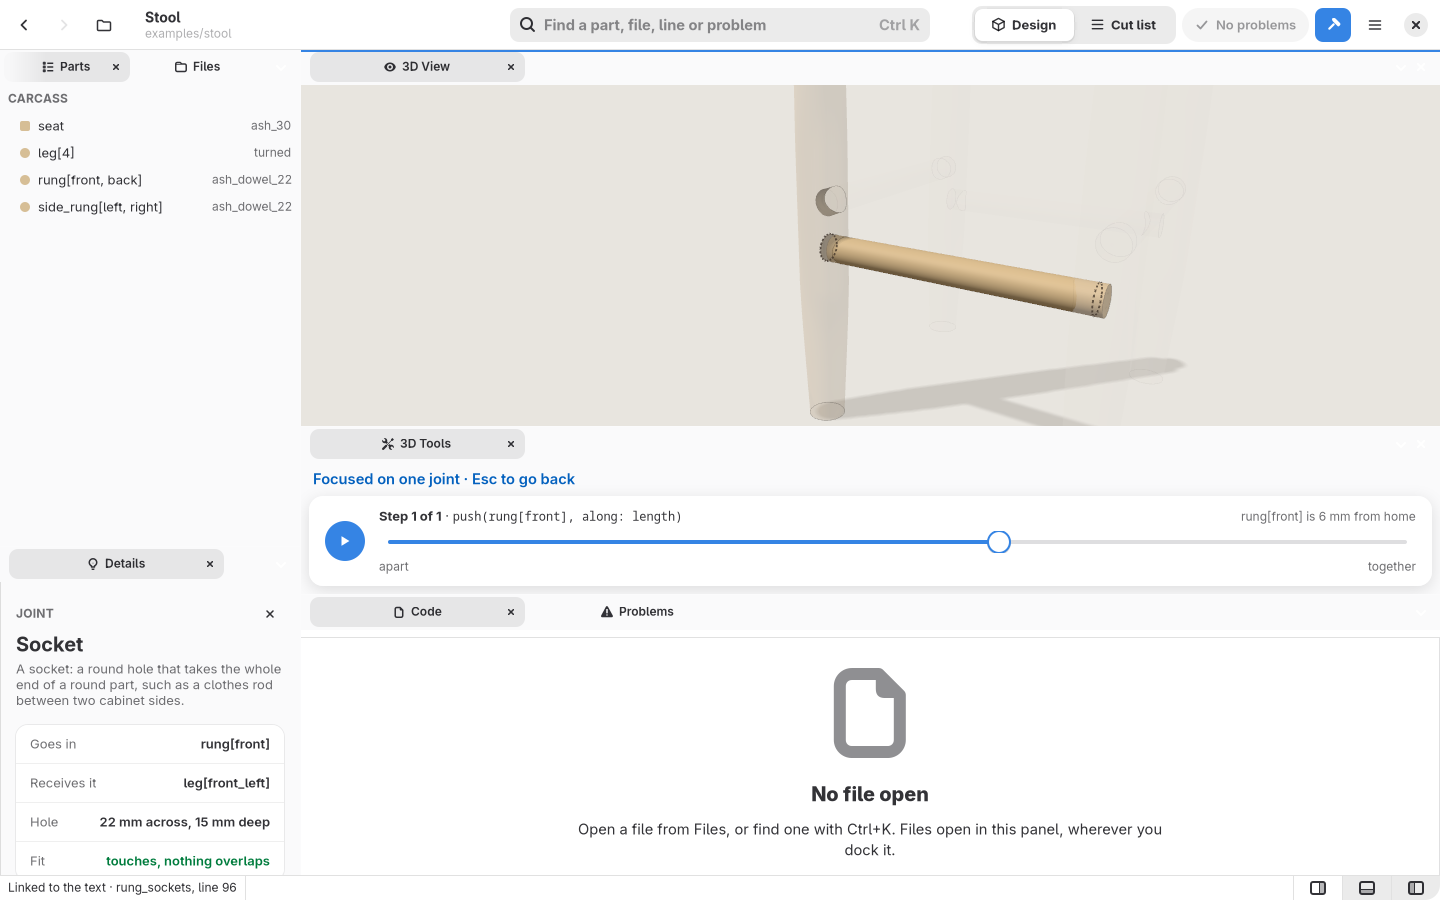 Stool
examples/stool
Find a part, file, line or problem
Ctrl K
Design
Cut list
No problems
Parts
Files
CARCASS
seat
ash_30
leg[4]
turned
rung[front, back]
ash_dowel_22
side_rung[left, right]
ash_dowel_22
Details
JOINT
Socket
A socket: a round hole that takes the whole
end of a round part, such as a clothes rod
between two cabinet sides.
Goes in
rung[front]
Receives it
leg[front_left]
Hole
22 mm across, 15 mm deep
Fit
touches, nothing overlaps
3D View
3D Tools
Focused on one joint · Esc to go back
Step 1 of 1 · push(rung[front], along: length)
rung[front] is 6 mm from home
apart
together
Code
Problems
No file open
Open a file from Files, or find one with Ctrl+K. Files open in this panel, wherever you
dock it.
Linked to the text · rung_sockets, line 96